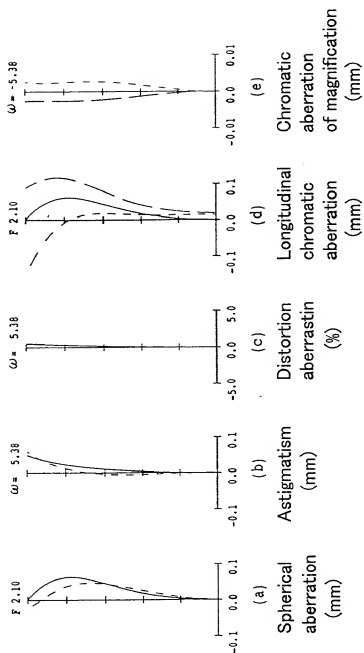 F 2.10
-0.1 0.0 0.1
(a)
Spherical
aberration
(mm)
ω= 5.38
-0.1 0.0 0.1
(b)
Astigmatism
(mm)
ω= 5.38
-5.0 0.0 5.0
(c)
Distortion
aberrastin
(%)
F 2.10
-0.1 0.0 0.1
(d)
Longitudinal
chromatic
aberration
(mm)
ω= -5.38
-0.01 0.0 0.01
(e)
Chromatic
aberration
of magnification
(mm)